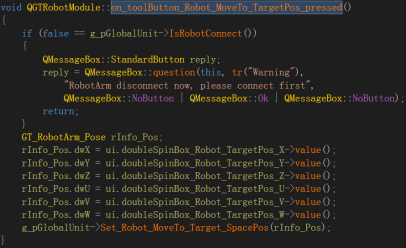 void QGTRobotModule::on_toolButton_Robot_MoveTo_TargetPos_pressed()
{
    if (false == g_pGlobalUnit->IsRobotConnect())
    {
        QMessageBox::StandardButton reply;
        reply = QMessageBox::question(this, tr("Warning"),
            "RobotArm disconnect now, please connect first",
            QMessageBox::NoButton | QMessageBox::Ok | QMessageBox::NoButton);
        return;
    }
    GT_RobotArm_Pose rInfo_Pos;
    rInfo_Pos.dwX = ui.doubleSpinBox_Robot_TargetPos_X->value();
    rInfo_Pos.dwY = ui.doubleSpinBox_Robot_TargetPos_Y->value();
    rInfo_Pos.dwZ = ui.doubleSpinBox_Robot_TargetPos_Z->value();
    rInfo_Pos.dwU = ui.doubleSpinBox_Robot_TargetPos_U->value();
    rInfo_Pos.dwV = ui.doubleSpinBox_Robot_TargetPos_V->value();
    rInfo_Pos.dwW = ui.doubleSpinBox_Robot_TargetPos_W->value();
    g_pGlobalUnit->Set_Robot_MoveTo_Target_SpacePos(rInfo_Pos);
}